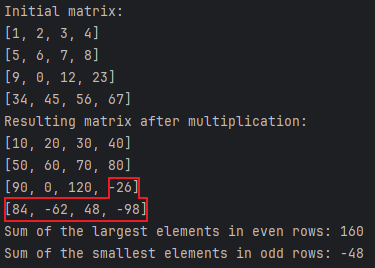 Initial matrix:
[1, 2, 3, 4]
[5, 6, 7, 8]
[9, 0, 12, 23]
[34, 45, 56, 67]
Resulting matrix after multiplication:
[10, 20, 30, 40]
[50, 60, 70, 80]
[90, 0, 120, -26]
[84, -62, 48, -98]
Sum of the largest elements in even rows: 160
Sum of the smallest elements in odd rows: -48